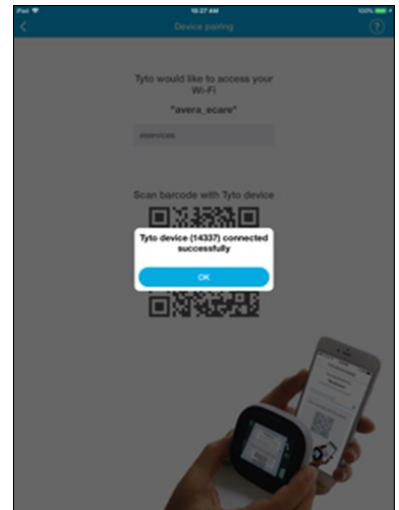 iPad
10:27 AM
100%
Device pairing
?
Tyto would like to access your
Wi-Fi
"avera_ecare"
eservices
Scan barcode with Tyto device
Tyto device (14337) connected
successfully
OK